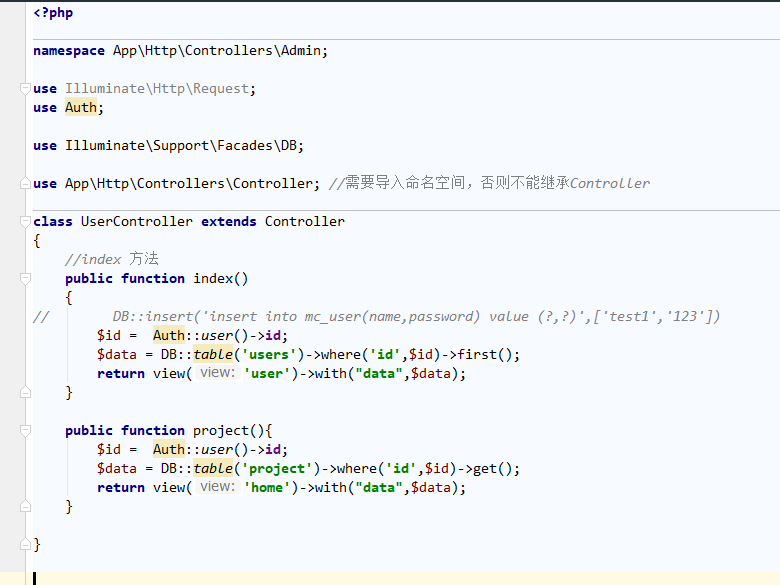 <?php
namespace App\Http\Controllers\Admin;
use Illuminate\Http\Request;
use Auth;
use Illuminate\Support\Facades\DB;
use App\Http\Controllers\Controller; //需要导入命名空间，否则不能继承Controller
class UserController extends Controller
{
    //index 方法
    public function index()
    {
//        DB::insert('insert into mc_user(name,password) value (?,?)',['test1','123'])
        $id =  Auth::user()->id;
        $data = DB::table('users')->where('id',$id)->first();
        return view( view: 'user')->with("data",$data);
    }
    public function project(){
        $id =  Auth::user()->id;
        $data = DB::table('project')->where('id',$id)->get();
        return view( view: 'home')->with("data",$data);
    }
}